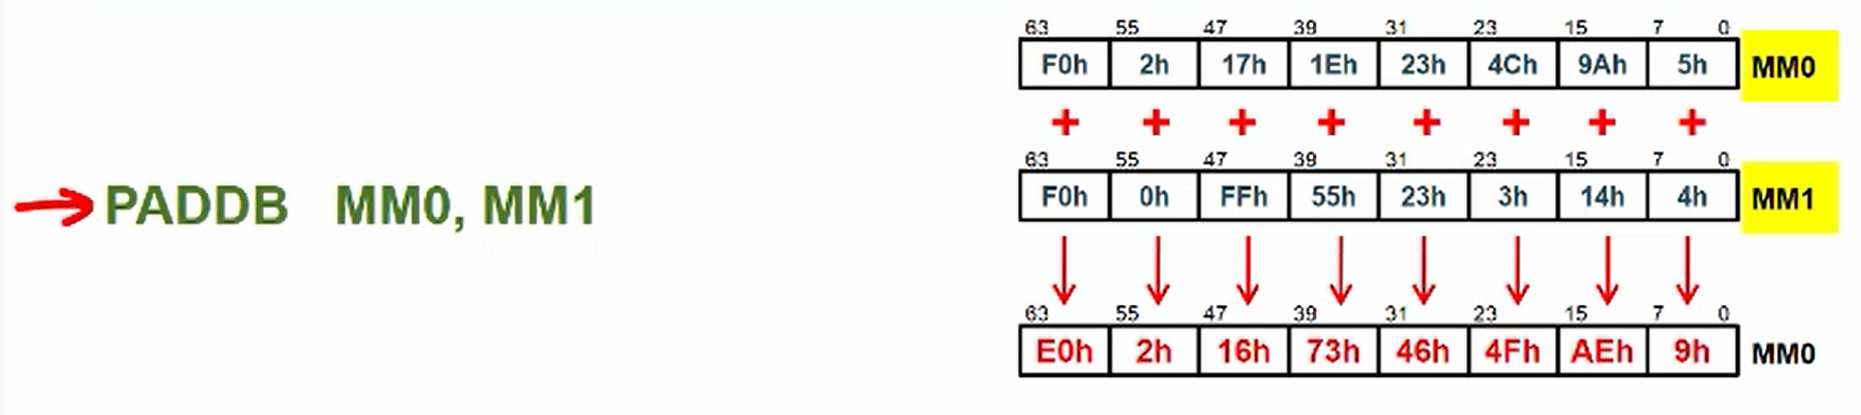 63 55 47 39 31 23 15 7 0
F0h 2h 17h 1Eh 23h 4Ch 9Ah 5h MM0
+ + + + + + + +
63 55 47 39 31 23 15 7 0
F0h 0h FFh 55h 23h 3h 14h 4h MM1
PADDB MM0, MM1
63 55 47 39 31 23 15 7 0
E0h 2h 16h 73h 46h 4Fh AEh 9h MM0